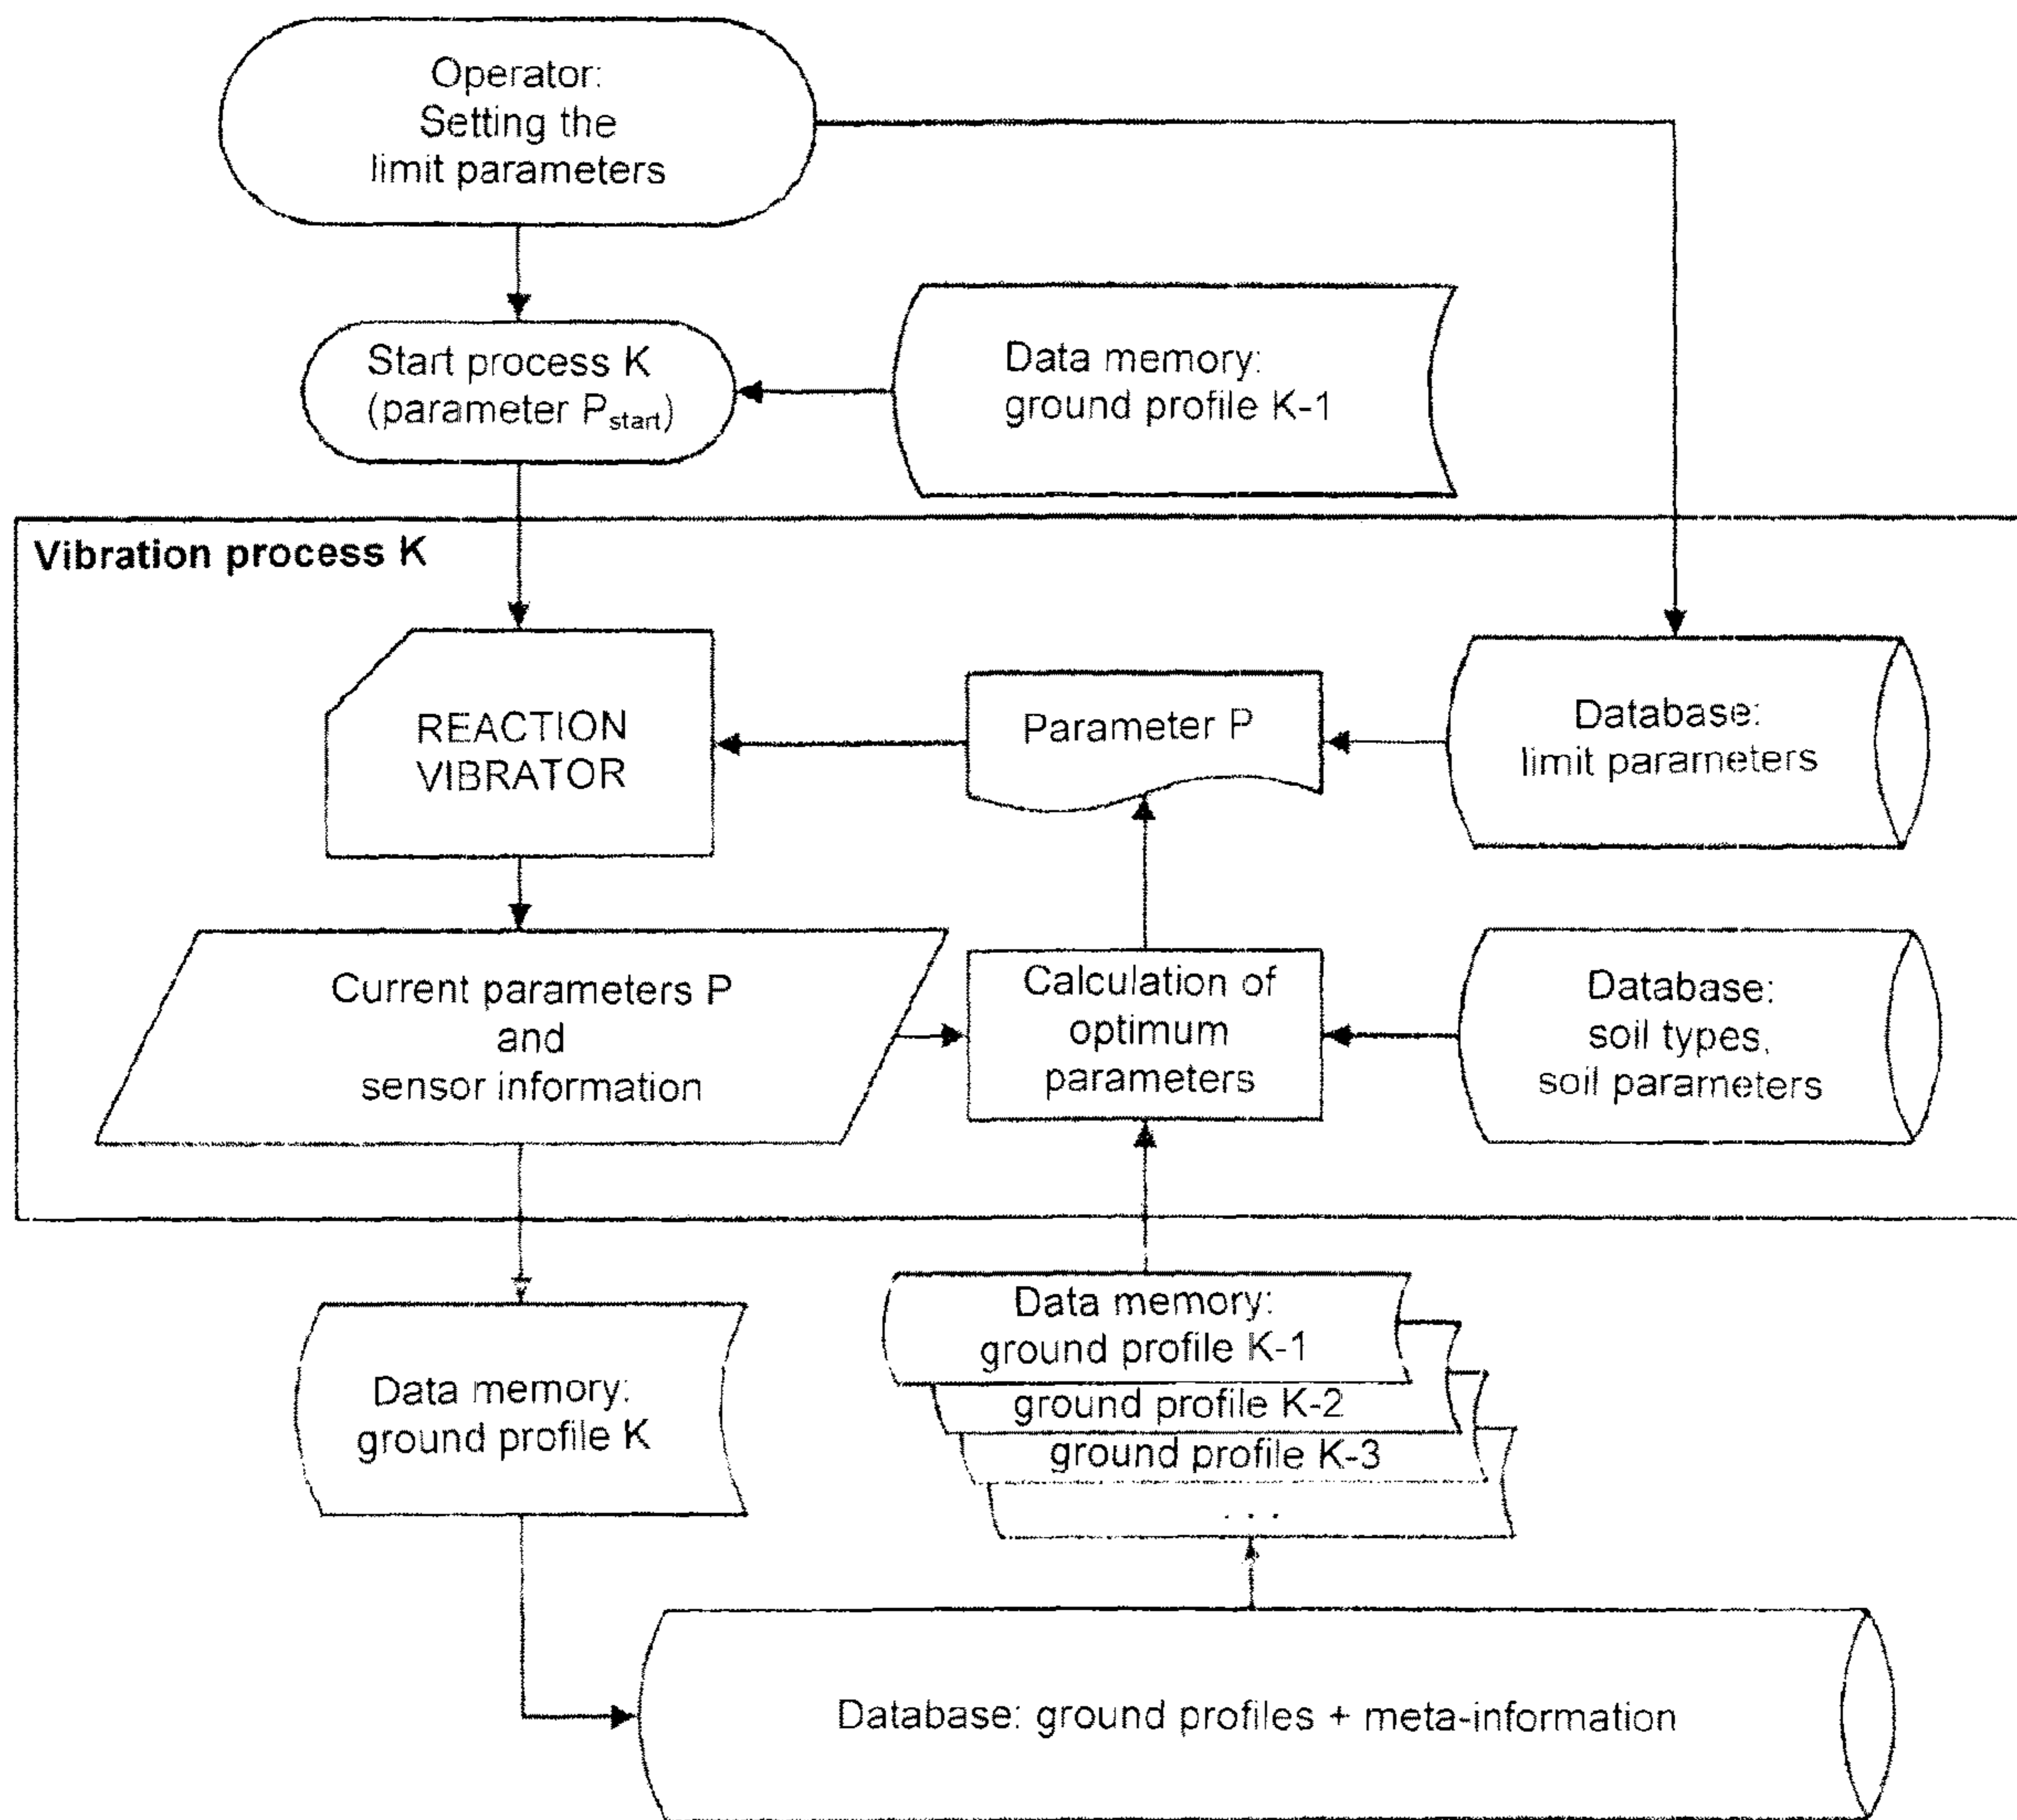 Operator:
Setting the
limit parameters
Start process K
(parameter Pstart)
Data memory:
ground profile K-1
Vibration process K
REACTION
VIBRATOR
Parameter P
Database:
limit parameters
Current parameters P
and
sensor information
Calculation of
optimum
parameters
Database:
soil types,
soil parameters
Data memory:
ground profile K
Data memory:
ground profile K-1
ground profile K-2
ground profile K-3
. . .
Database: ground profiles + meta-information